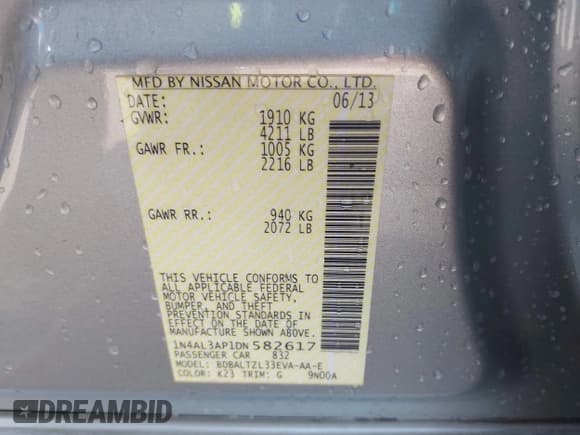 MFD BY NISSAN MOTOR CO., LTD.
DATE: 06/13
GVWR: 1910 KG
4211 LB
GAWR FR.: 1005 KG
2216 LB
GAWR RR.: 940 KG
2072 LB
THIS VEHICLE CONFORMS TO
ALL APPLICABLE FEDERAL
MOTOR VEHICLE SAFETY,
BUMPER, AND THEFT
PREVENTION STANDARDS IN
EFFECT ON THE DATE OF
MANUFACTURE SHOWN ABOVE.
1N4AL3AP1DN 582617
PASSENGER CAR 832
MODEL: BDBALTZL33EVA-AA-E
COLOR: K23 TRIM: G 9N00A
DREAMBID